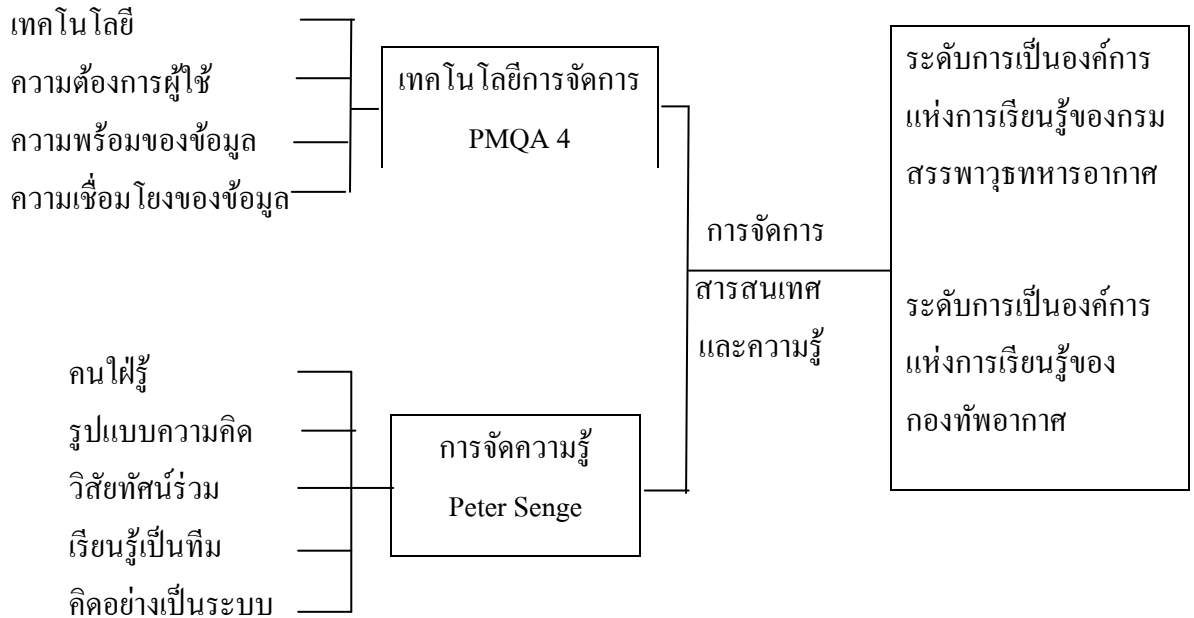 เทคโนโลยี
ความต้องการผู้ใช้
ความพร้อมของข้อมูล
ความเชื่อมโยงของข้อมูล
เทคโนโลยีการจัดการ
PMQA 4
คนใฝ่รู้
รูปแบบความคิด
วิสัยทัศน์ร่วม
เรียนรู้เป็นทีม
คิดอย่างเป็นระบบ
การจัดความรู้
Peter Senge
การจัดการ
สารสนเทศ
และความรู้
ระดับการเป็นองค์การ
แห่งการเรียนรู้ของกรม
สรรพาวุธทหารอากาศ
ระดับการเป็นองค์การ
แห่งการเรียนรู้ของ
กองทัพอากาศ